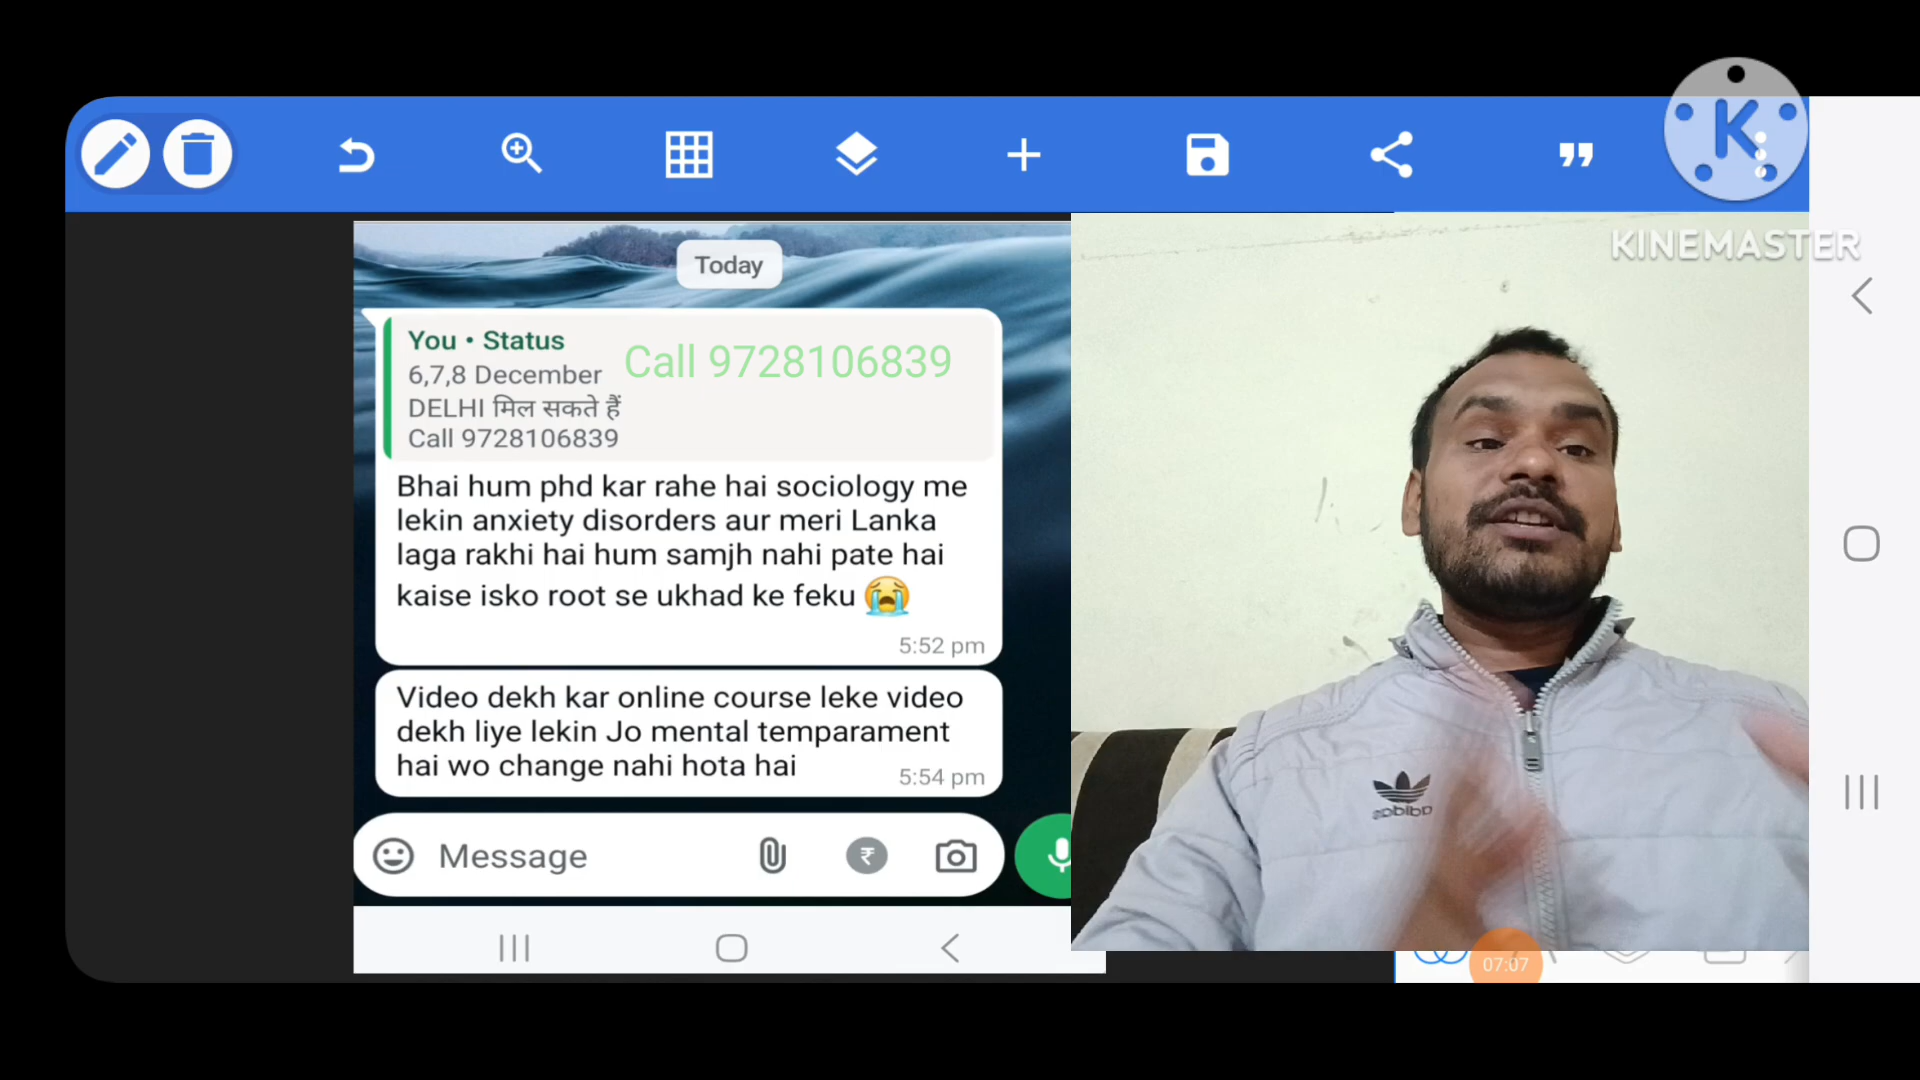 KINEMASTER
Today
You • Status
6,7,8 December
DELHI मिल सकते हैं
Call 9728106839
Call 9728106839
Bhai hum phd kar rahe hai sociology me
lekin anxiety disorders aur meri Lanka
laga rakhi hai hum samjh nahi pate hai
kaise isko root se ukhad ke feku
5:52 pm
Video dekh kar online course leke video
dekh liye lekin Jo mental temparament
hai wo change nahi hota hai
5:54 pm
Message
adidas
07:07